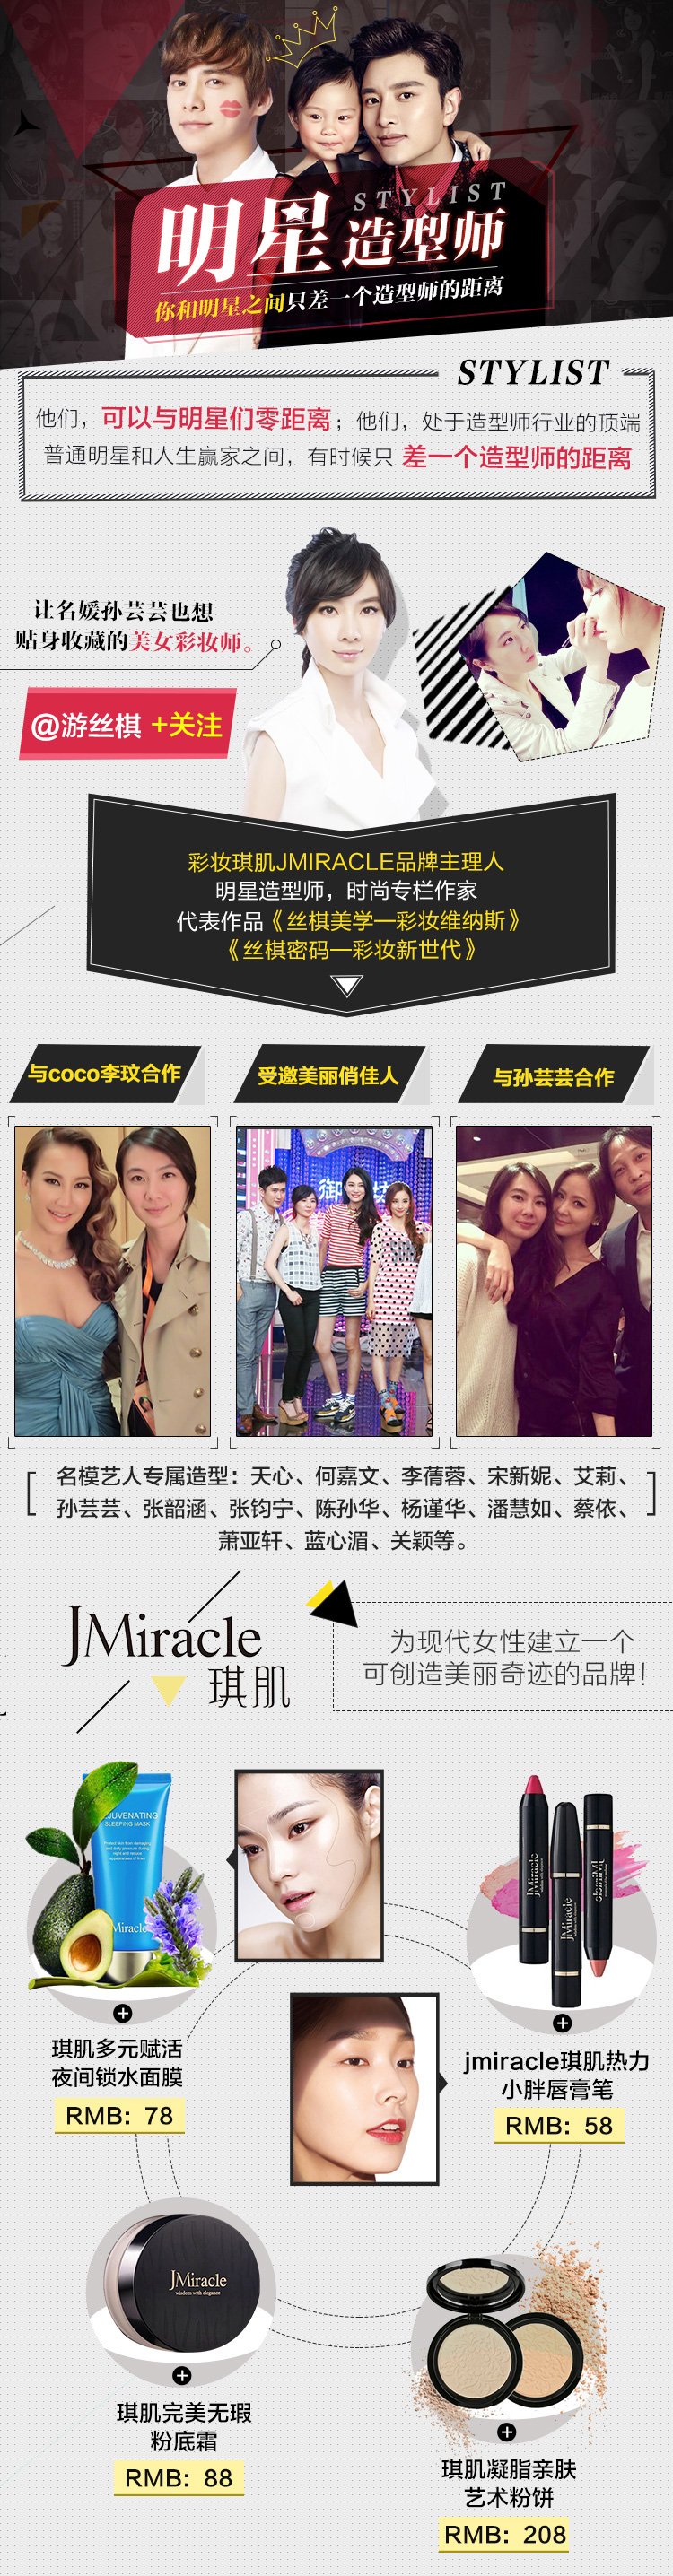 STYLIST
明星造型师
你和明星之间只差一个造型师的距离
STYLIST
他们，可以与明星们零距离；他们，处于造型师行业的顶端
普通明星和人生赢家之间，有时候只 差一个造型师的距离
让名媛孙芸芸也想
贴身收藏的美女彩妆师。
@游丝棋 +关注
彩妆琪肌JMIRACLE品牌主理人
明星造型师，时尚专栏作家
代表作品《丝棋美学—彩妆维纳斯》
《丝棋密码—彩妆新世代》
与coco李玟合作
受邀美丽俏佳人
与孙芸芸合作
御
名模艺人专属造型：天心、何嘉文、李蒨蓉、宋新妮、艾莉、
孙芸芸、张韶涵、张钧宁、陈孙华、杨谨华、潘慧如、蔡依、
萧亚轩、蓝心湄、关颖等。
JMiracle
琪肌
为现代女性建立一个
可创造美丽奇迹的品牌！
JUVENATING
SLEEPING MASK
Miracle
JMiracle
JMiracle
JMiracle
琪肌多元赋活
夜间锁水面膜
RMB: 78
jmiracle琪肌热力
小胖唇膏笔
RMB: 58
JMiracle
wisdom with elegance
琪肌完美无瑕
粉底霜
RMB: 88
琪肌凝脂亲肤
艺术粉饼
RMB: 208